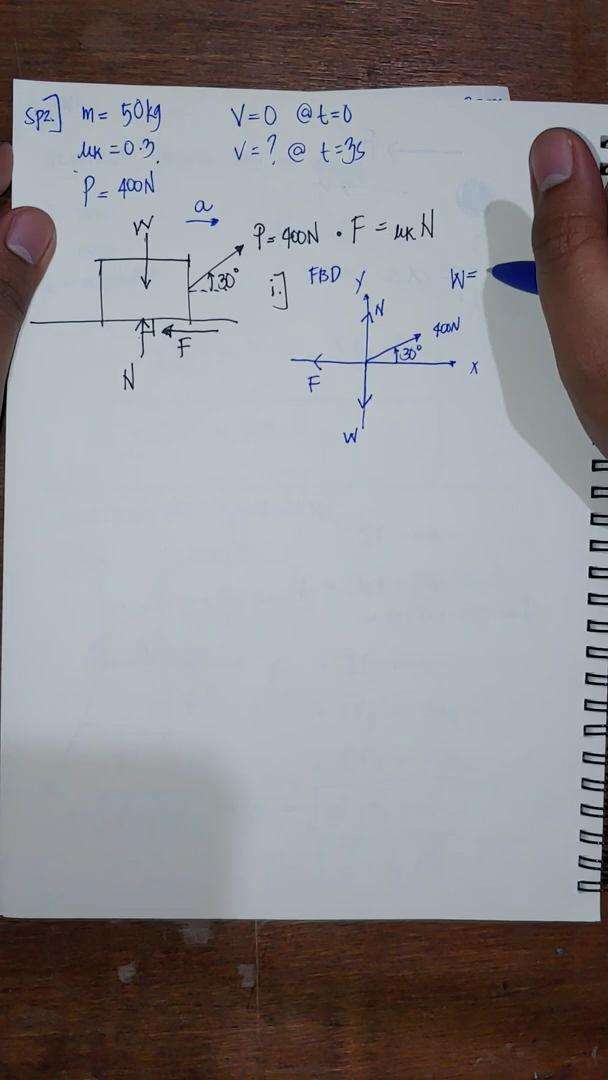 SP2.] m = 50kg V=0 @ t=0
μK = 0.3 V=? @ t=3s
P = 400N
a
W P=400N • F = μK N
30°
i.] FBD Y W=
N
400N
30°
F
F X
N
W